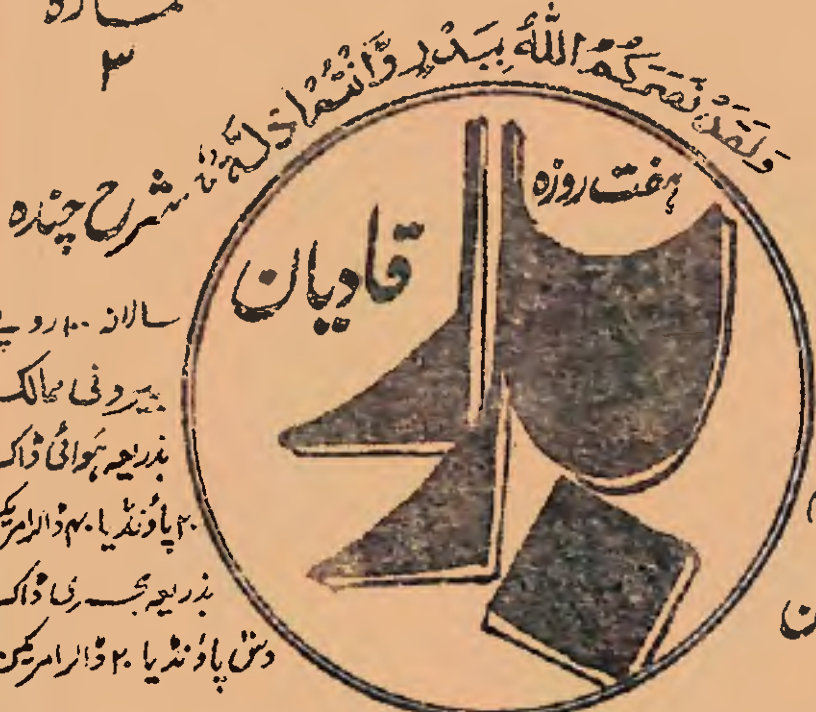 شمارہ
۳
وَلَقَدْ نَصَرَكُمُ اللّٰهُ بِبَدْرٍ وَّاَنْتُمْ اَذِلَّةٌ
ہفت روزہ
بدر
قادیان
شرح چندہ
سالانہ ۱۰۰ روپے
بیرونی ممالک
بذریعہ ہوائی ڈاک
۲۰ پاؤنڈ یا ۴۰ ڈالر امریکن
بذریعہ بحری ڈاک
دس پاؤنڈ یا ۲۰ ڈالر امریکن